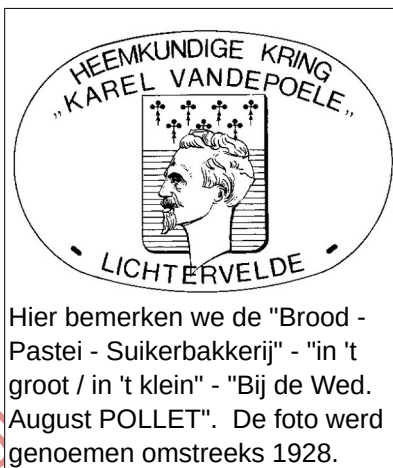 HEEMKUNDIGE KRING
„KAREL VANDEPOELE„
- LICHTERVELDE -
Hier bemerken we de "Brood -
Pastei - Suikerbakkerij" - "in 't
groot / in 't klein" - "Bij de Wed.
August POLLET".  De foto werd
genoemen omstreeks 1928.